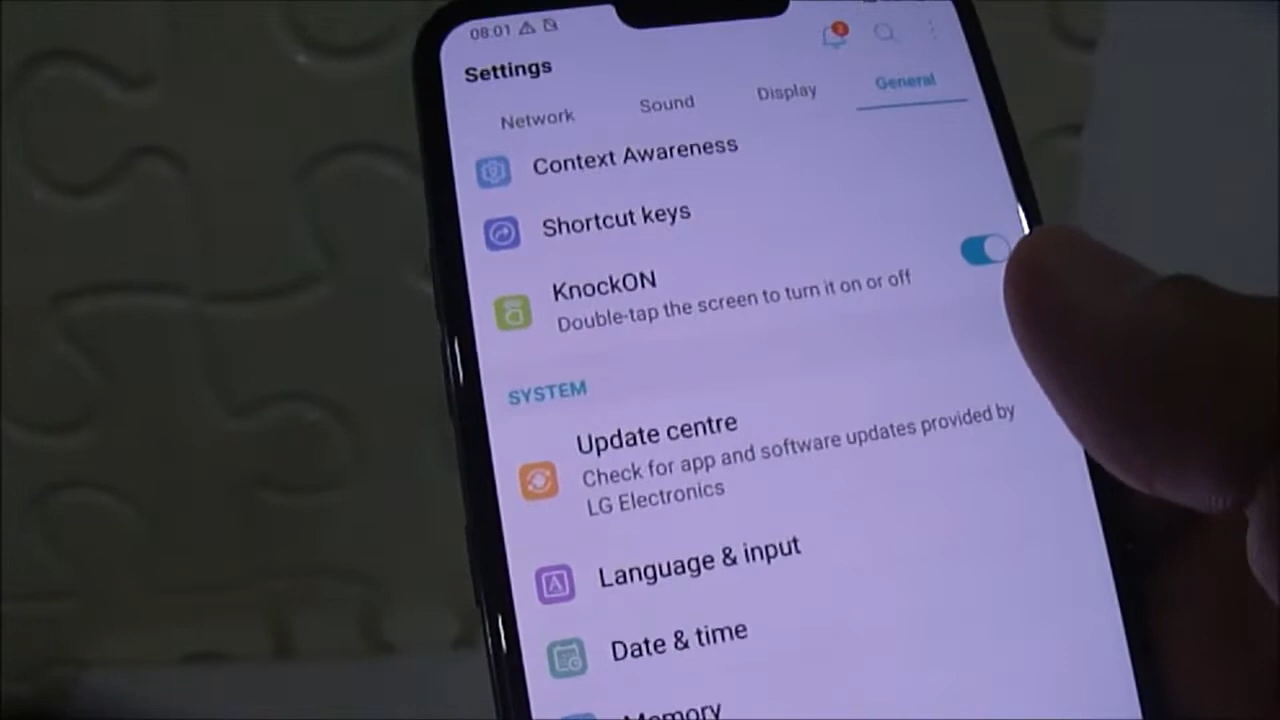 08:01
2
Settings
Network Sound Display General
Context Awareness
Shortcut keys
KnockON
Double-tap the screen to turn it on or off
SYSTEM
Update centre
Check for app and software updates provided by
LG Electronics
A
Language & input
Date & time
Memory